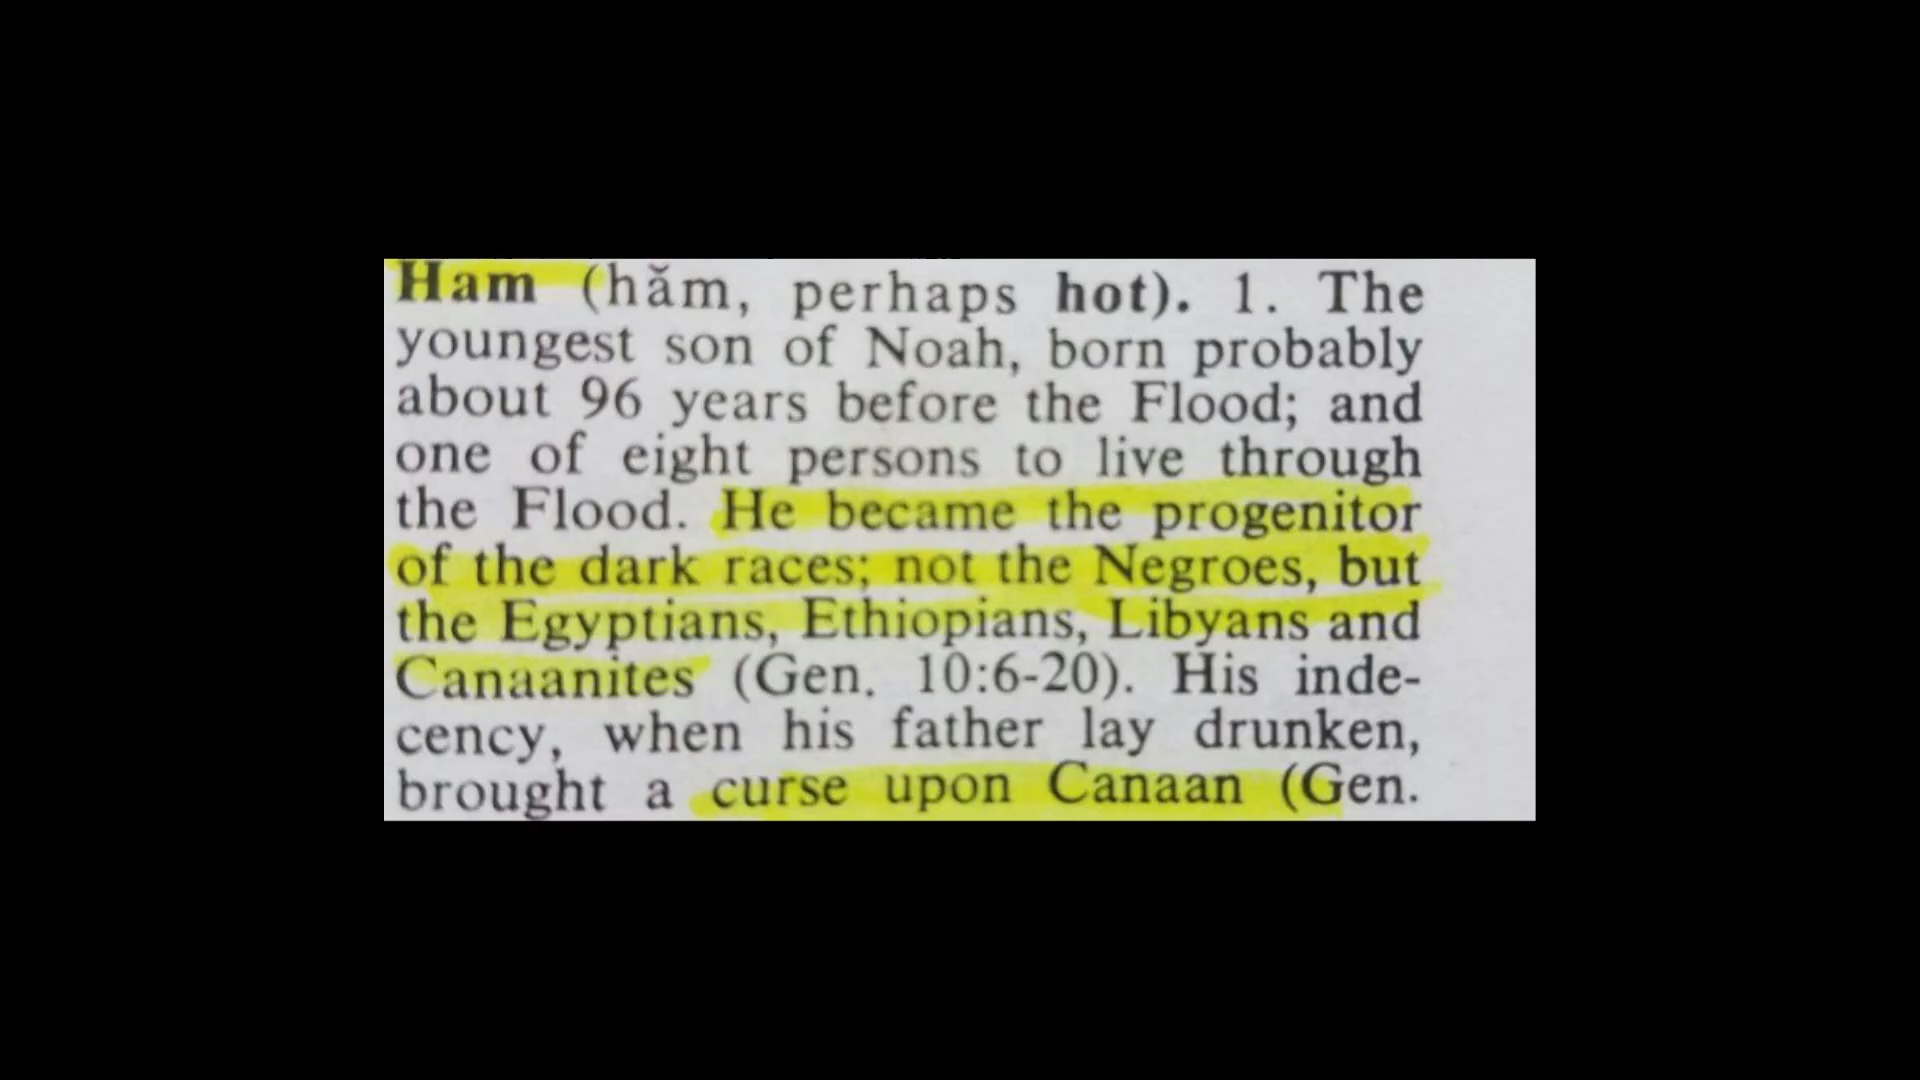 Ham (hăm, perhaps hot). 1. The
youngest son of Noah, born probably
about 96 years before the Flood; and
one of eight persons to live through
the Flood. He became the progenitor
of the dark races; not the Negroes, but
the Egyptians, Ethiopians, Libyans and
Canaanites (Gen. 10:6-20). His inde-
cency, when his father lay drunken,
brought a curse upon Canaan (Gen.